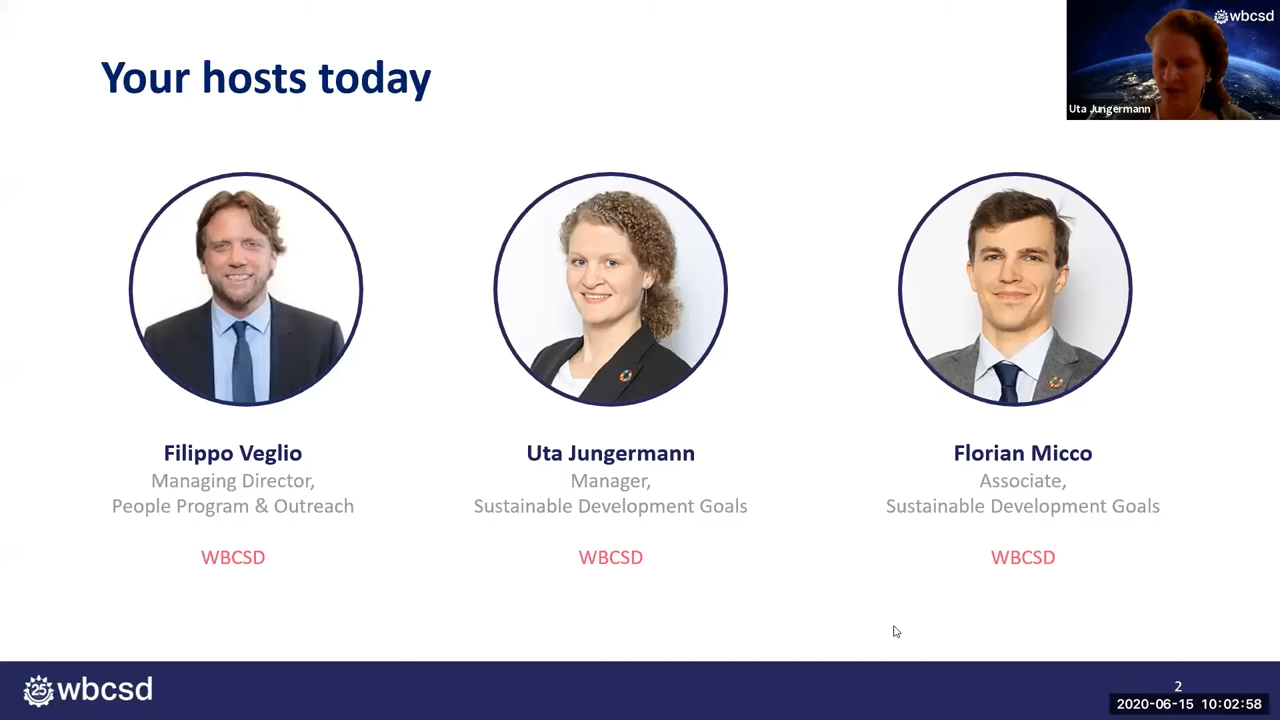 Your hosts today
wbcsd
Uta Jungermann
Filippo Veglio
Managing Director,
People Program & Outreach
WBCSD
Uta Jungermann
Manager,
Sustainable Development Goals
WBCSD
Florian Micco
Associate,
Sustainable Development Goals
WBCSD
25 wbcsd
2
2020-06-15 10:02:58